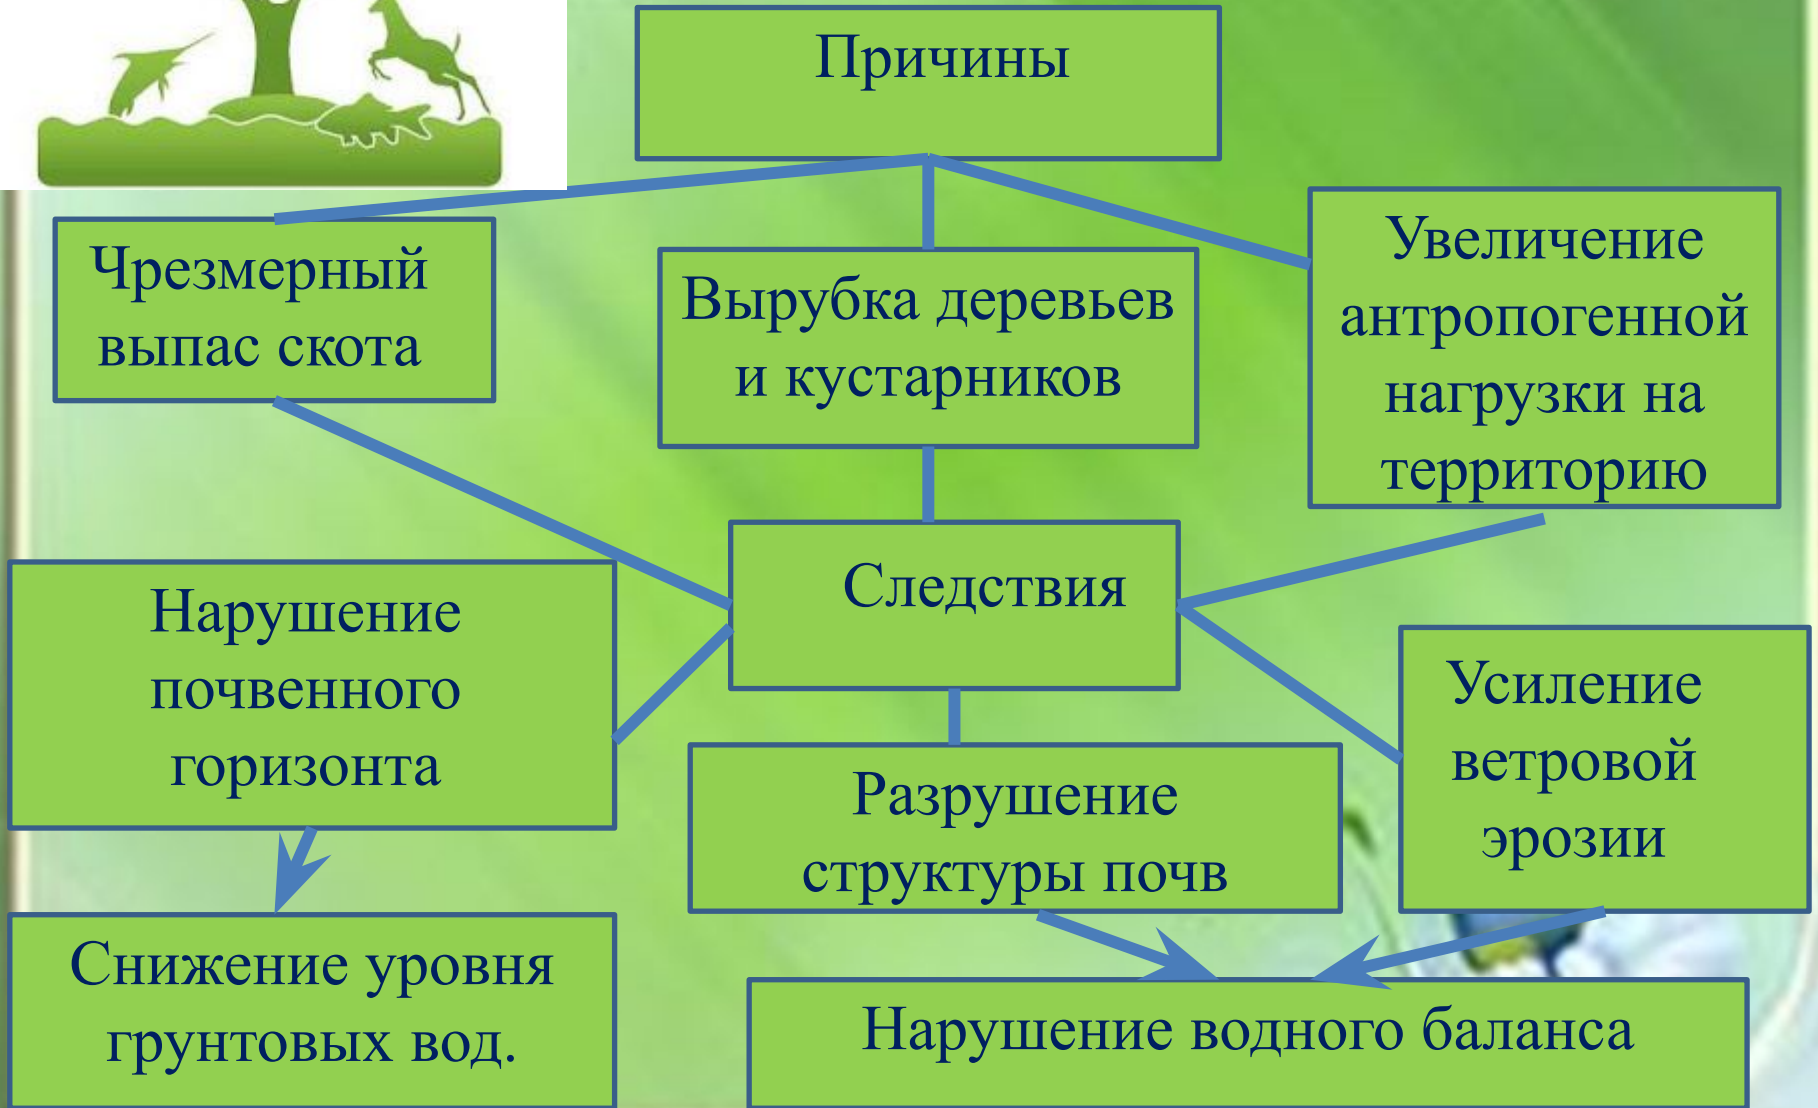 Причины
Чрезмерный
выпас скота
Вырубка деревьев
и кустарников
Увеличение
антропогенной
нагрузки на
территорию
Следствия
Нарушение
почвенного
горизонта
Разрушение
структуры почв
Усиление
ветровой
эрозии
Снижение уровня
грунтовых вод.
Нарушение водного баланса